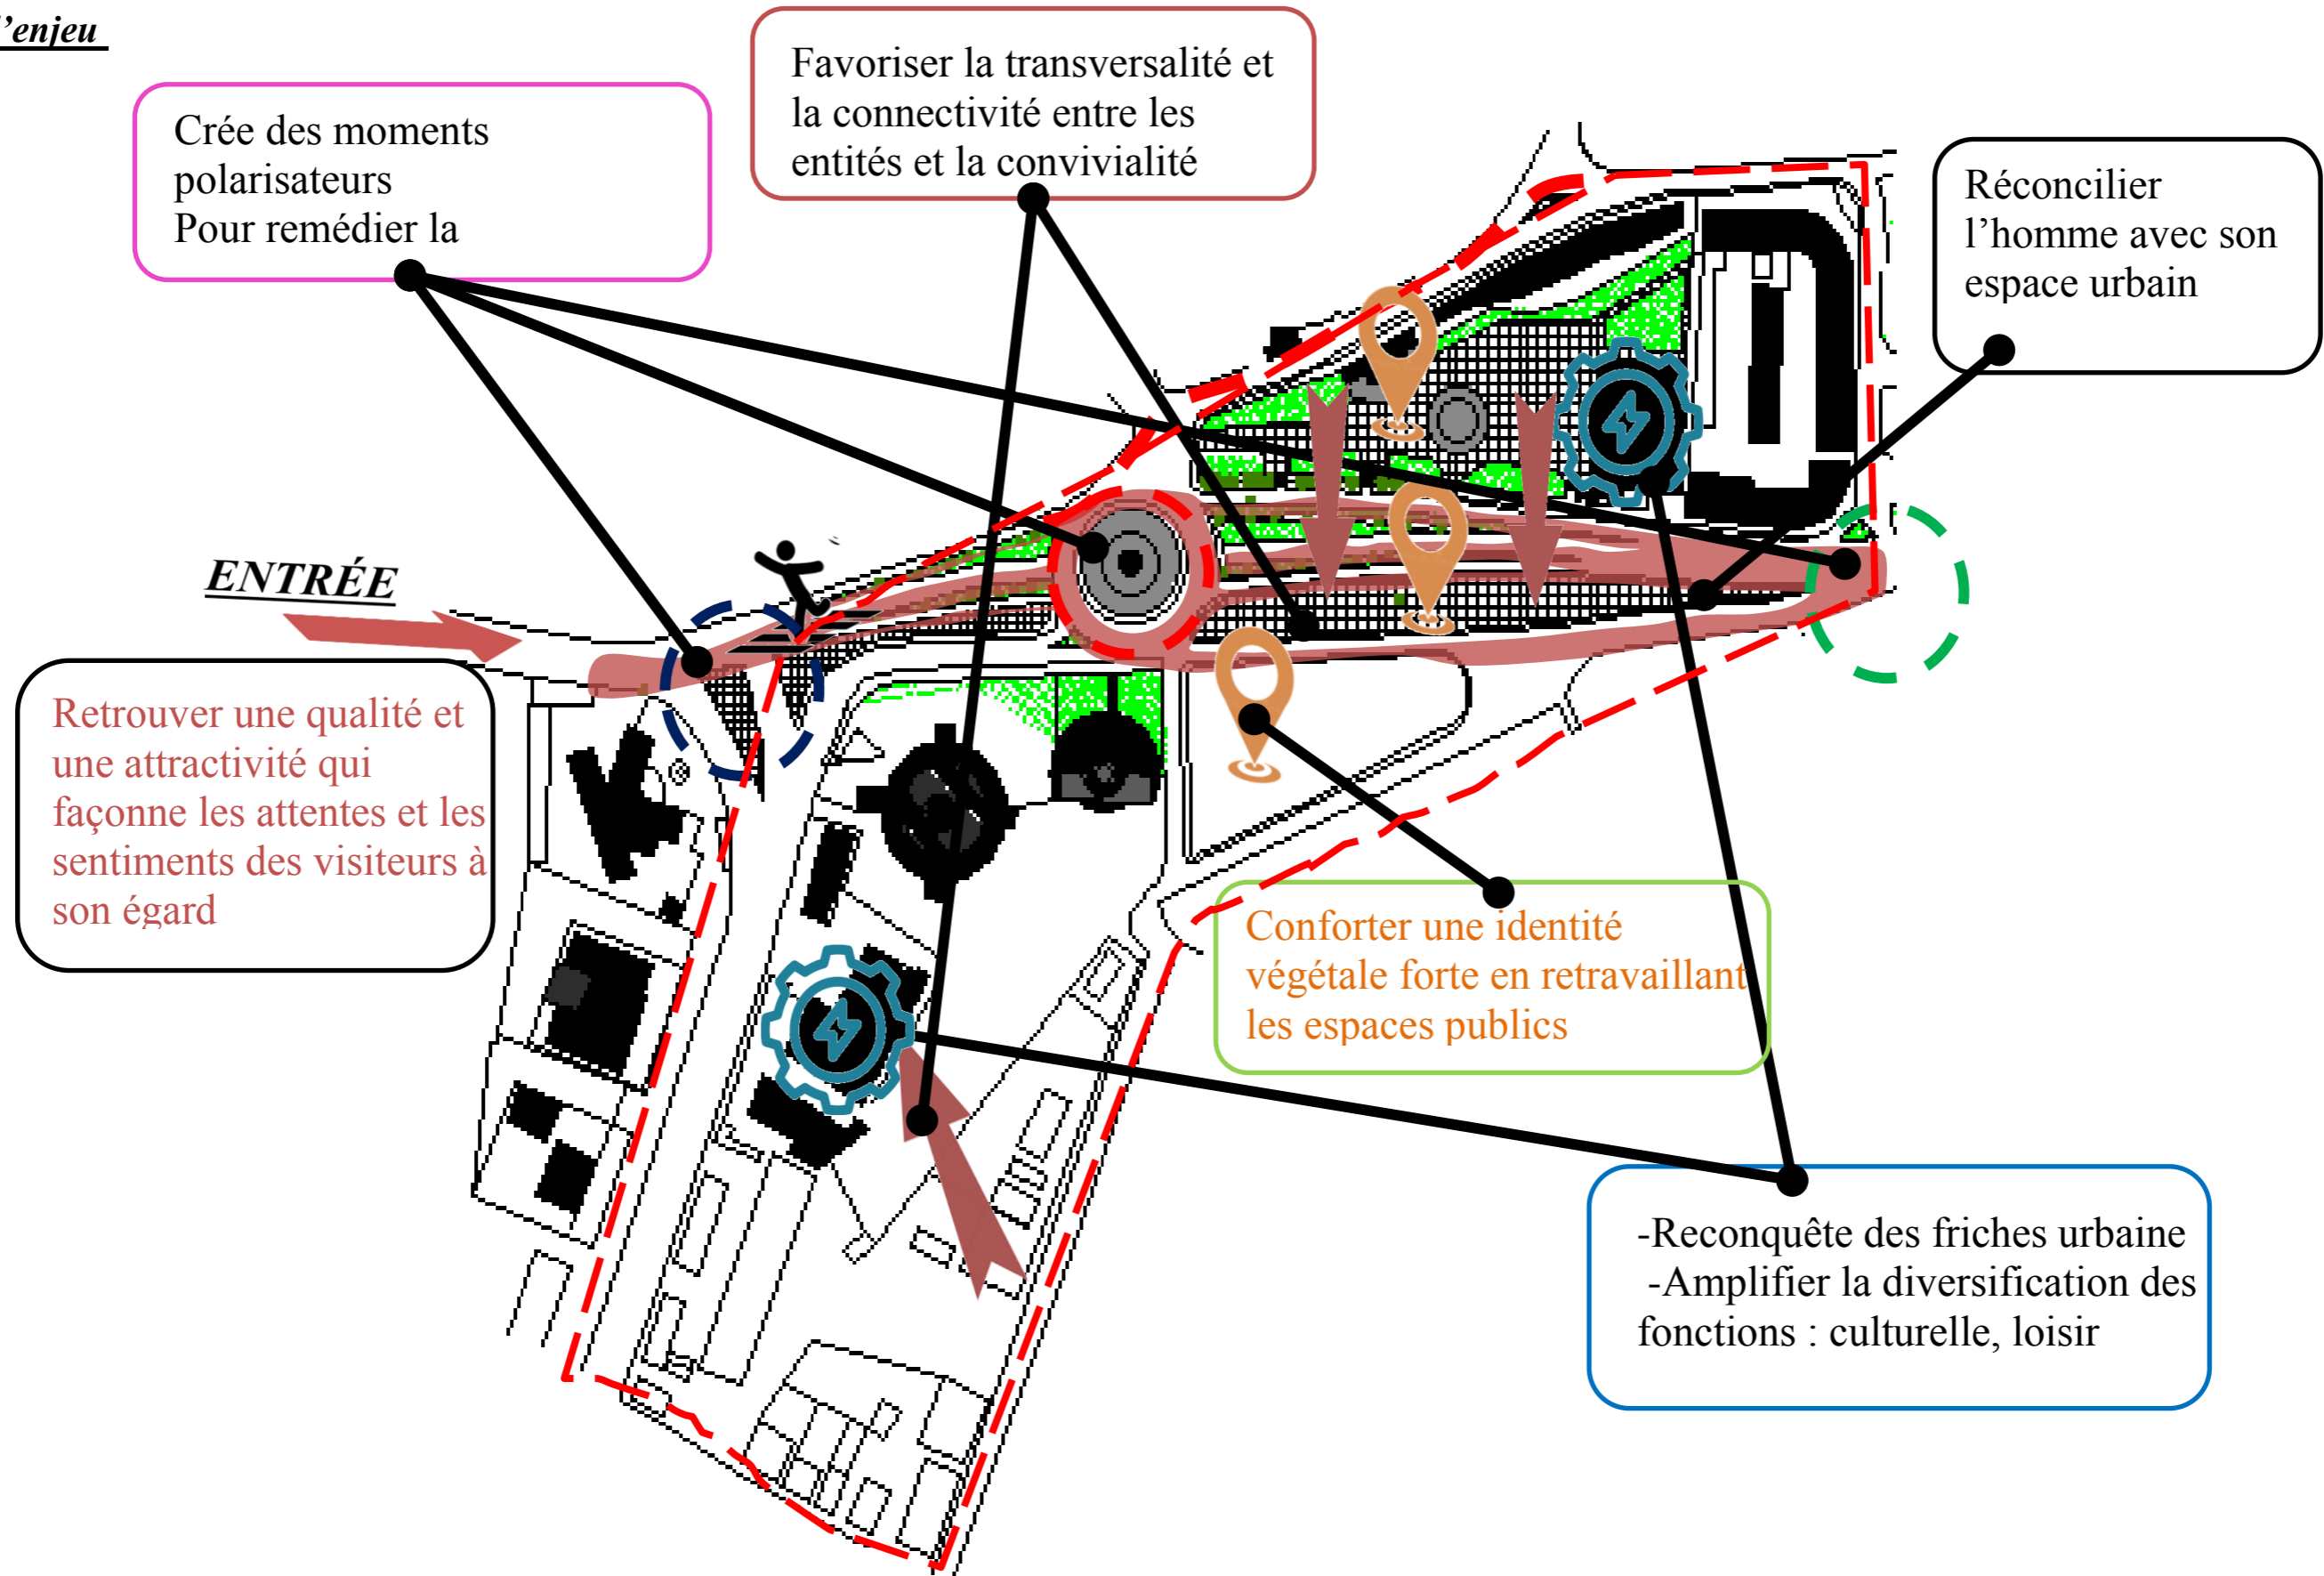 l'enjeu
Crée des moments
polarisateurs
Pour remédier la
Favoriser la transversalité et
la connectivité entre les
entités et la convivialité
Réconcilier
l'homme avec son
espace urbain
ENTRÉE
Retrouver une qualité et
une attractivité qui
façonne les attentes et les
sentiments des visiteurs à
son égard
Conforter une identité
végétale forte en retravaillant
les espaces publics
-Reconquête des friches urbaine
-Amplifier la diversification des
fonctions : culturelle, loisir